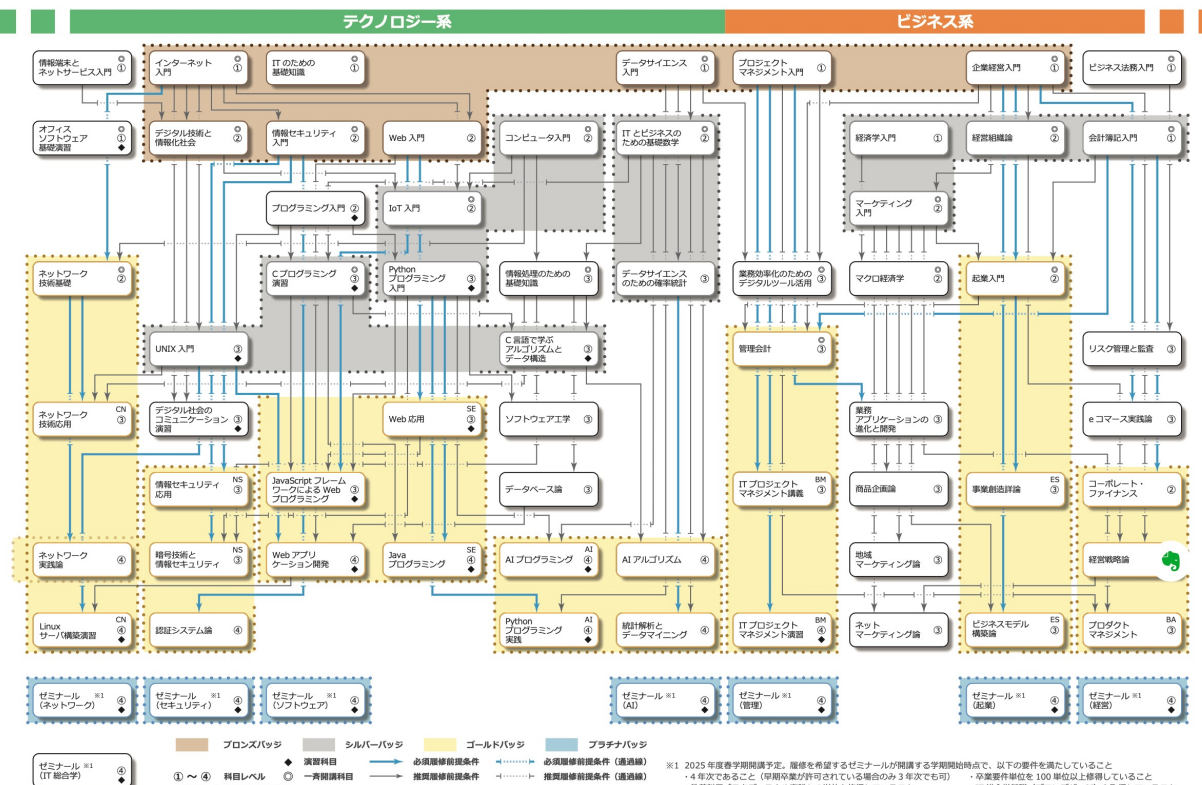 テクノロジー系
ビジネス系
情報端末と
ネットサービス入門
◎
①
インターネット
入門
◎
①
IT のための
基礎知識
◎
①
データサイエンス
入門
◎
①
プロジェクト
マネジメント入門
◎
①
企業経営入門
◎
①
ビジネス法務入門
◎
①
オフィス
ソフトウェア
基礎演習
◎
①
◆
デジタル技術と
情報化社会
◎
②
情報セキュリティ
入門
◎
②
Web 入門
②
コンピュータ入門
◎
②
IT とビジネスの
ための基礎数学
◎
②
経済学入門
①
経営組織論
◎
②
会計簿記入門
◎
①
プログラミング入門
②
◆
IoT 入門
◎
②
マーケティング
入門
◎
②
ネットワーク
技術基礎
◎
②
C プログラミング
演習
◎
③
◆
Python
プログラミング
入門
③
◆
情報処理のための
基礎知識
◎
③
データサイエンス
のための確率統計
③
業務効率化のための
デジタルツール活用
◎
③
マクロ経済学
◎
②
起業入門
◎
②
UNIX 入門
③
◆
C 言語で学ぶ
アルゴリズムと
データ構造
③
◆
管理会計
◎
③
リスク管理と監査
③
ネットワーク
技術応用
CN
③
デジタル社会の
コミュニケーション
演習
③
◆
Web 応用
SE
③
◆
ソフトウェア工学
③
業務
アプリケーションの
進化と開発
③
e コマース実践論
③
情報セキュリティ
応用
NS
③
JavaScript フレーム
ワークによる Web
プログラミング
③
◆
データベース論
③
IT プロジェクト
マネジメント講義
BM
③
商品企画論
③
事業創造詳論
ES
③
コーポレート・
ファイナンス
②
ネットワーク
実践論
④
暗号技術と
情報セキュリティ
NS
③
Web アプリ
ケーション開発
④
◆
Java
プログラミング
SE
④
◆
AI プログラミング
AI
④
◆
AI アルゴリズム
④
地域
マーケティング論
③
経営戦略論
Linux
サーバ構築演習
CN
④
◆
認証システム論
④
Python
プログラミング
実践
AI
④
◆
統計解析と
データマイニング
④
IT プロジェクト
マネジメント演習
BM
④
◆
ネット
マーケティング論
③
ビジネスモデル
構築論
ES
③
プロダクト
マネジメント
BA
③
ゼミナール ※1
(ネットワーク)
④
◆
ゼミナール ※1
(セキュリティ)
④
◆
ゼミナール ※1
(ソフトウェア)
④
◆
ゼミナール ※1
(AI)
④
◆
ゼミナール ※1
(管理)
④
◆
ゼミナール ※1
(起業)
④
◆
ゼミナール ※1
(経営)
④
◆
ゼミナール ※1
(IT 総合学)
④
◆
ブロンズバッジ シルバーバッジ ゴールドバッジ プラチナバッジ
◆ 演習科目 必須履修前提条件 必須履修前提条件 (通過線)
①～④ 科目レベル ◎ 一斉開講科目 推奨履修前提条件 推奨履修前提条件 (通過線)
※1 2025 年度春学期開講予定。履修を希望するゼミナールが開講する学期開始時点で、以下の要件を満たしていること
・4 年次であること（早期卒業が許可されている場合のみ 3 年次でも可） ・卒業要件単位を 100 単位以上修得していること